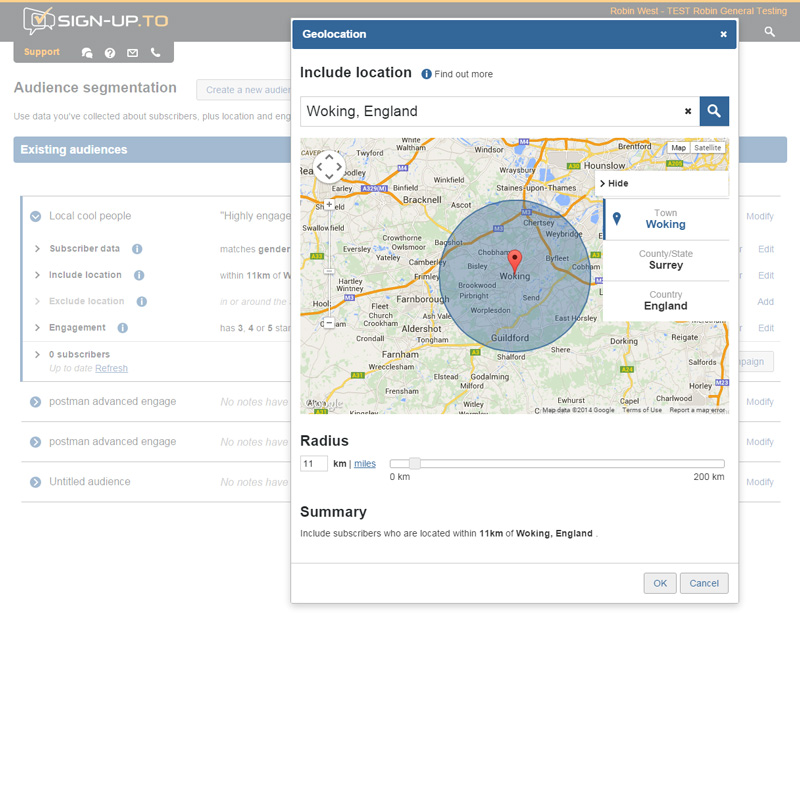 SIGN-UP.TO
Robin West - TEST Robin General Testing
Support
Audience segmentation
Create a new audien
Use data you've collected about subscribers, plus location and eng
Existing audiences
Local cool people
"Highly engage
Modify
Subscriber data
matches gender
Edit
Include location
within 11km of W
Edit
Exclude location
in or around the
Add
Engagement
has 3, 4 or 5 star
Edit
0 subscribers
Up to date Refresh
paign
postman advanced engage
No notes have
Modify
postman advanced engage
No notes have
Modify
Untitled audience
No notes have
Modify
Geolocation
Include location
Find out more
Woking, England
Map
Satellite
Hide
Town
Woking
County/State
Surrey
Country
England
White
Waltham
Twyford
Windsor
Brentford
Hounslow
Wraysbury
Staines-upon-Thames
Earley
Binfield
Winkfield
Bracknell
Ascot
Shinfield
Swallowfield
Crowthorne
Finchampstead
Eversley
Owlsmoor
Yateley
Camberley
Bagshot
Chobham
Chertsey
Weybridge
Byfleet
Cobham
Bisley
Woking
Brookwood
Pirbright
Send
Worplesdon
East Horsley
Guildford
Hartley
Wintney
Farnborough
Frimley
Hook
Fleet
Church
Crookham
Ash Vale
Aldershot
Crondall
Tongham
Farnham
Wrecclesham
Shalford
Shere
Dorking
Reigate
Elstead
Godalming
Milford
Capel
Salfords
Horley
Charlwood
Frensham
Kingsley
Witley
Cranleigh
Map data ©2014 Google
Terms of Use
Report a map error
Radius
11
km | miles
0 km
200 km
Summary
Include subscribers who are located within 11km of Woking, England .
OK
Cancel